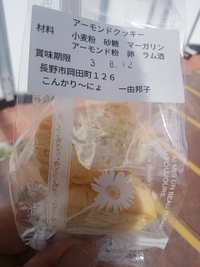 アーモンドクッキー
材料　小麦粉　砂糖　マーガリン
アーモンド粉　卵　ラム酒
賞味期限　3 8.12
長野市岡田町126
こんかり～にょ　一由邦子